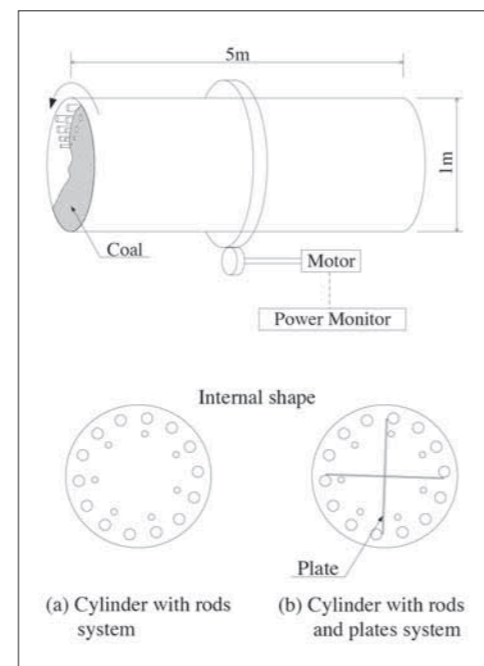 5m
1m
Coal
Motor
Power Monitor
Internal shape
Plate
(a) Cylinder with rods
system
(b) Cylinder with rods
and plates system